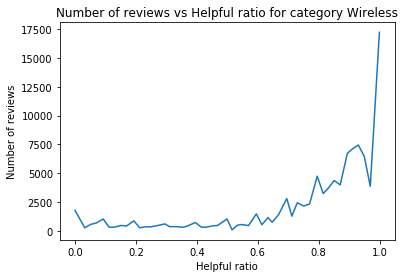 Number of reviews vs Helpful ratio for category Wireless
17500
15000
12500
10000
7500
5000
2500
0
Number of reviews
0.0 0.2 0.4 0.6 0.8 1.0
Helpful ratio